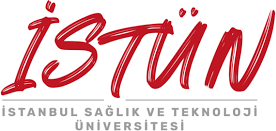 İSTÜN
İSTANBUL SAĞLIK VE TEKNOLOJİ
ÜNİVERSİTESİ